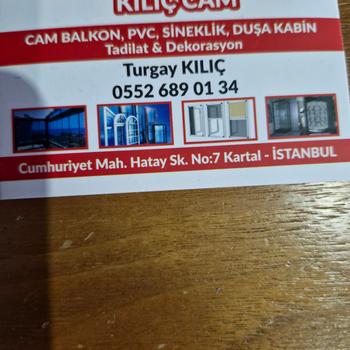 KILIÇ CAM
CAM BALKON, PVC, SİNEKLİK, DUŞA KABİN
Tadilat & Dekorasyon
Turgay KILIÇ
0552 689 01 34
Cumhuriyet Mah. Hatay Sk. No:7 Kartal - İSTANBUL